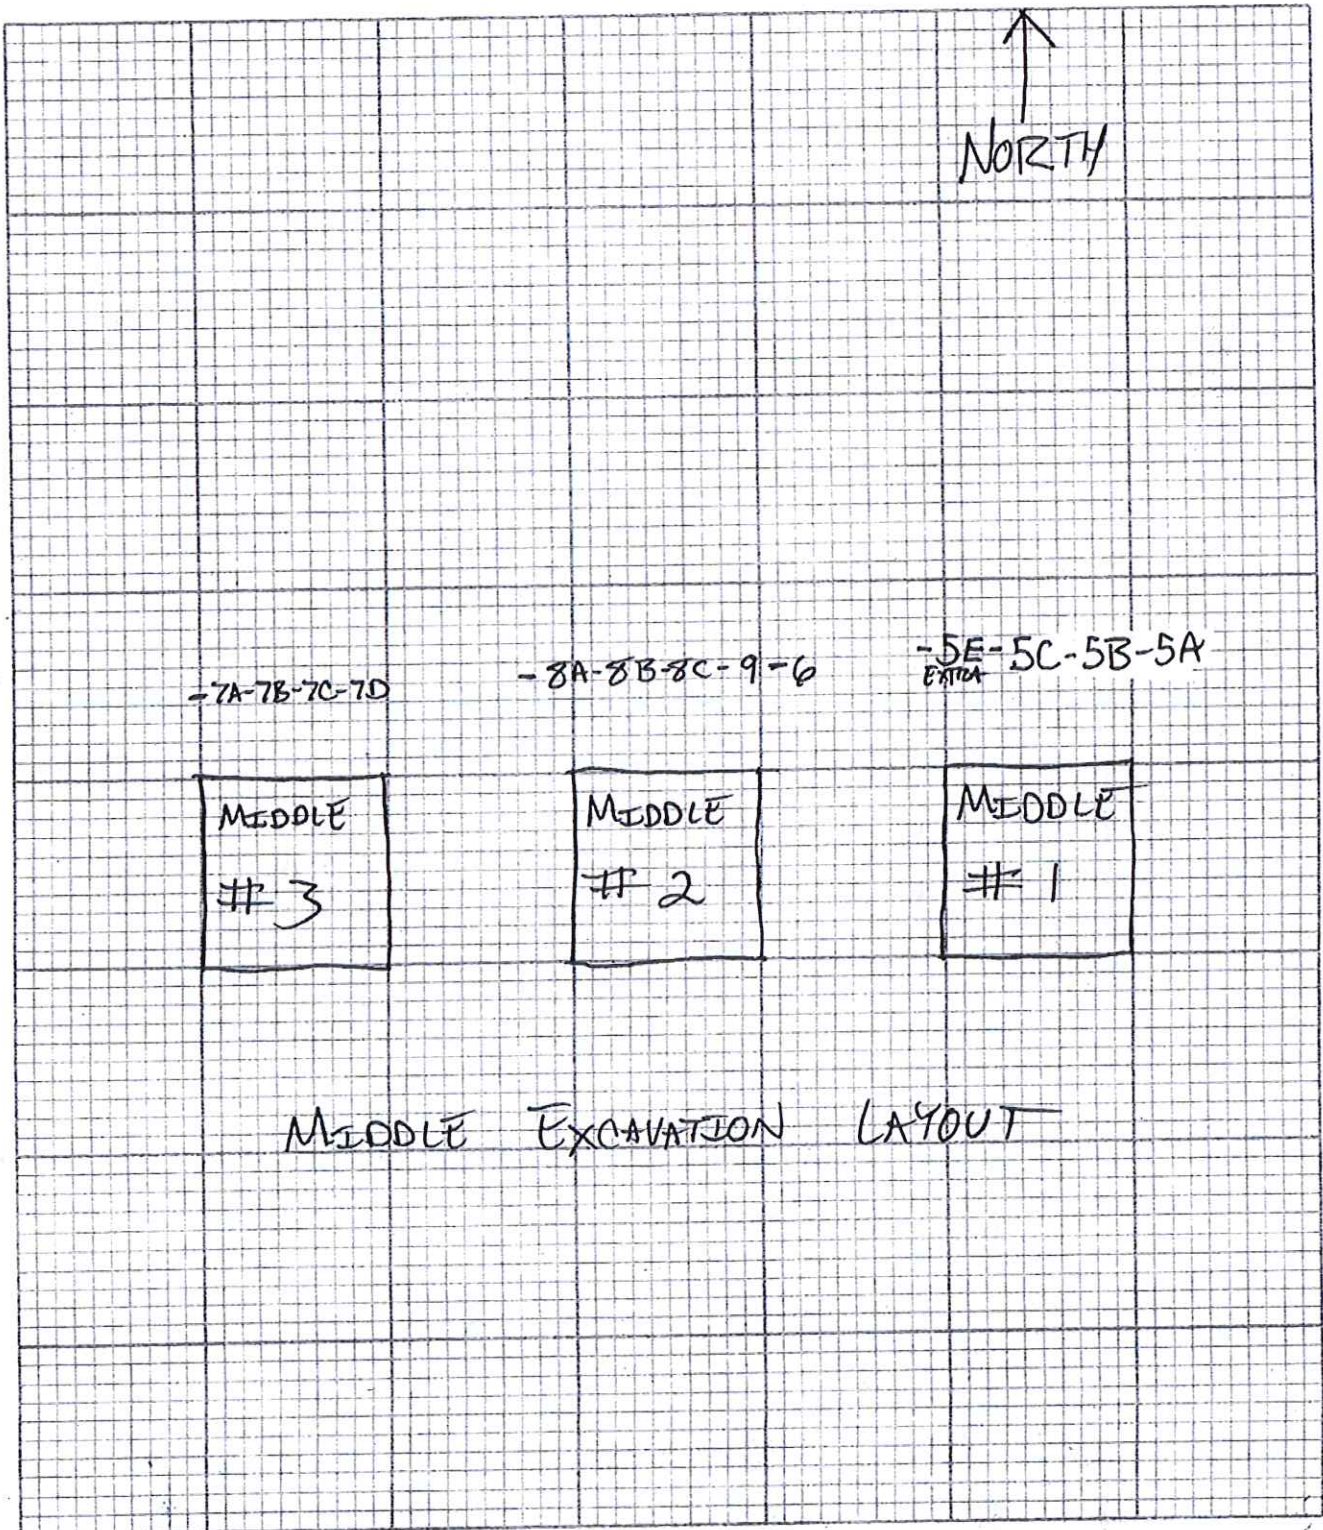 NORTH
-5E-5C-5B-5A
EXTRA
-8A-8B-8C-9-6
-7A-7B-7C-7D
MIDDLE
# 3
MIDDLE
# 2
MIDDLE
# 1
MIDDLE EXCAVATION LAYOUT